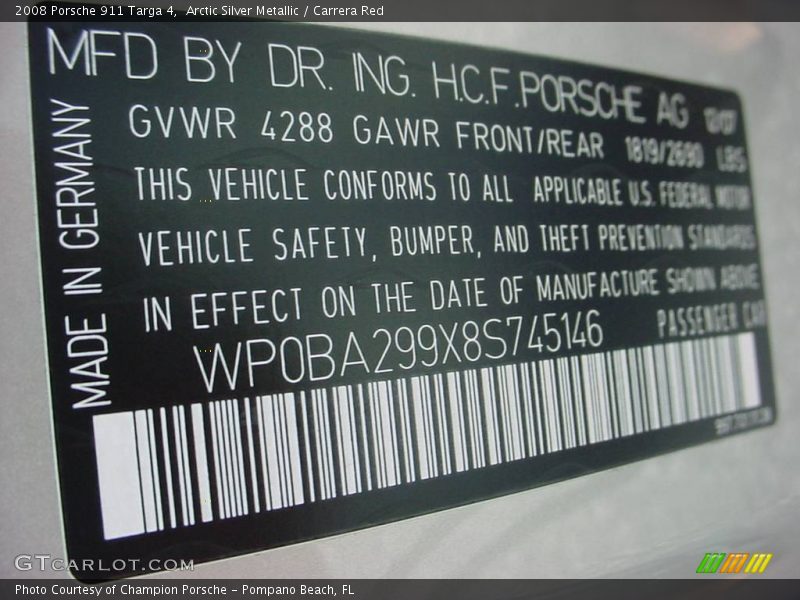 2008 Porsche 911 Targa 4,  Arctic Silver Metallic / Carrera Red
MFD BY DR. ING. H.C.F. PORSCHE AG 12/07
GVWR 4288 GAWR FRONT/REAR 1819/2690 LBS
THIS VEHICLE CONFORMS TO ALL APPLICABLE U.S. FEDERAL MOTOR
VEHICLE SAFETY, BUMPER, AND THEFT PREVENTION STANDARDS
IN EFFECT ON THE DATE OF MANUFACTURE SHOWN ABOVE
WP0BA299X8S745146 PASSENGER CAR
MADE IN GERMANY
GTCARLOT.COM
Photo Courtesy of Champion Porsche - Pompano Beach, FL